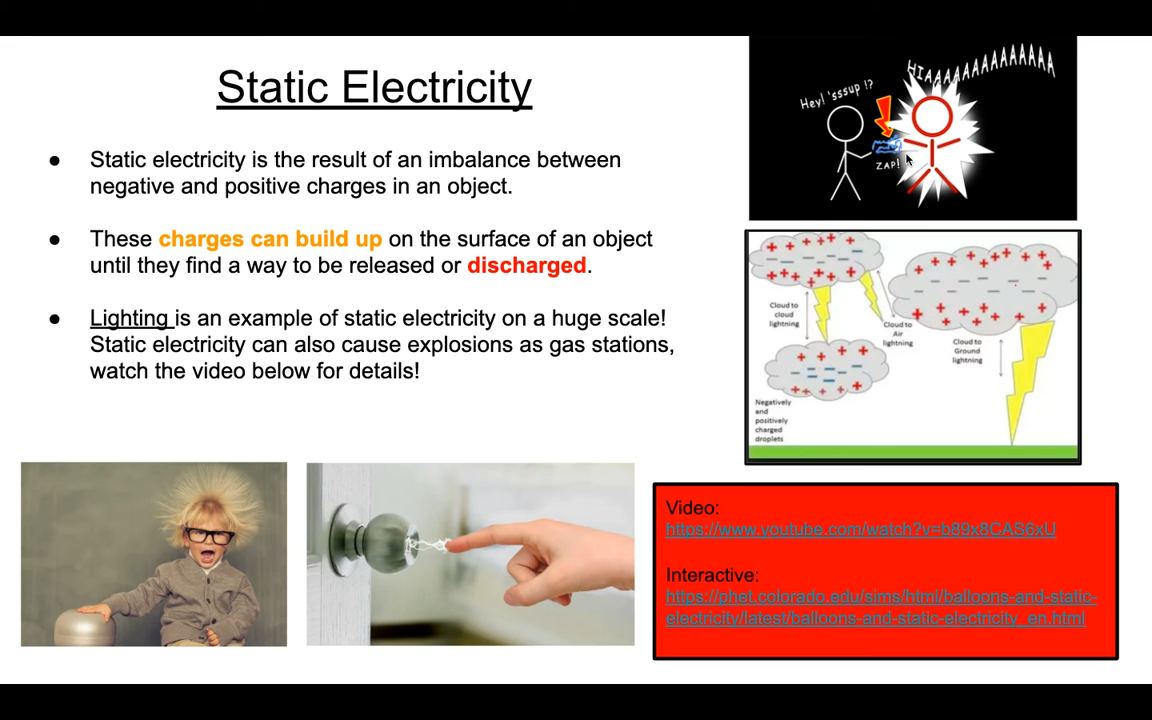 Static Electricity
● Static electricity is the result of an imbalance between
negative and positive charges in an object.
● These charges can build up on the surface of an object
until they find a way to be released or discharged.
● Lighting is an example of static electricity on a huge scale!
Static electricity can also cause explosions as gas stations,
watch the video below for details!
Hey! 'sssup !?
HIAAAAAAAAAAAAAA
ZAP!
Cloud to
cloud
lightning
Cloud to
Air
lightning
Cloud to
Ground
lightning
Negatively
and
positively
charged
droplets
Video:
https://www.youtube.com/watch?v=b89x8CAS6xU
Interactive:
https://phet.colorado.edu/sims/html/balloons-and-static-
electricity/latest/balloons-and-static-electricity_en.html